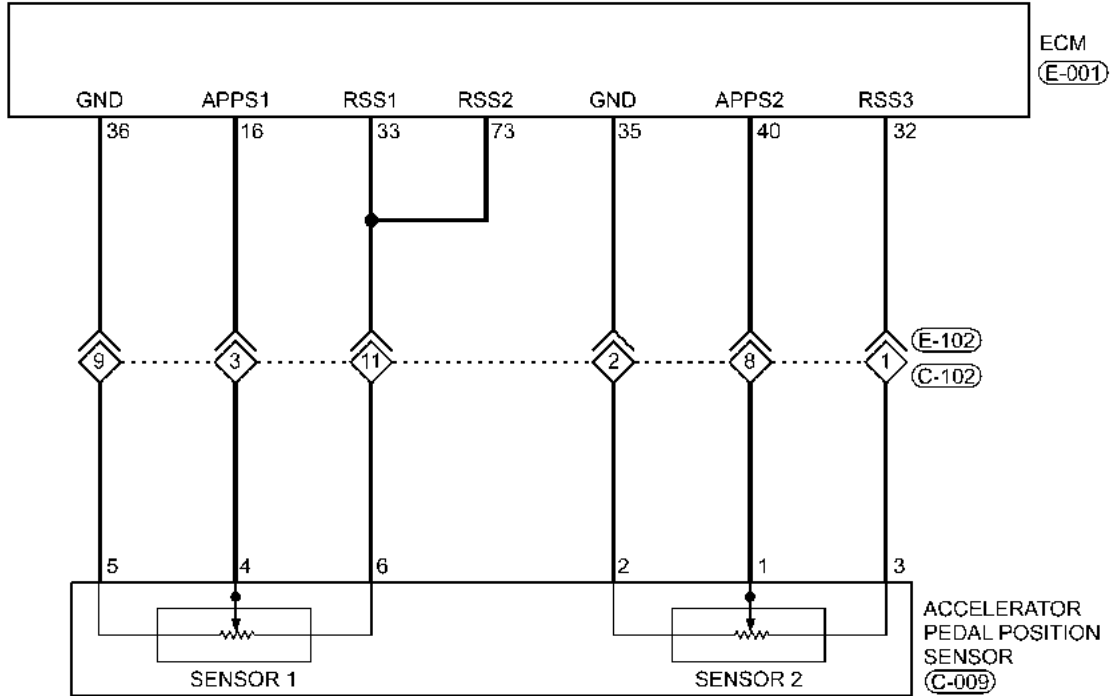 ECM
E-001
GND APPS1 RSS1 RSS2 GND APPS2 RSS3
36 16 33 73 35 40 32
E-102
9 3 11 2 8 1
C-102
5 4 6 2 1 3
ACCELERATOR
PEDAL POSITION
SENSOR
C-009
SENSOR 1 SENSOR 2